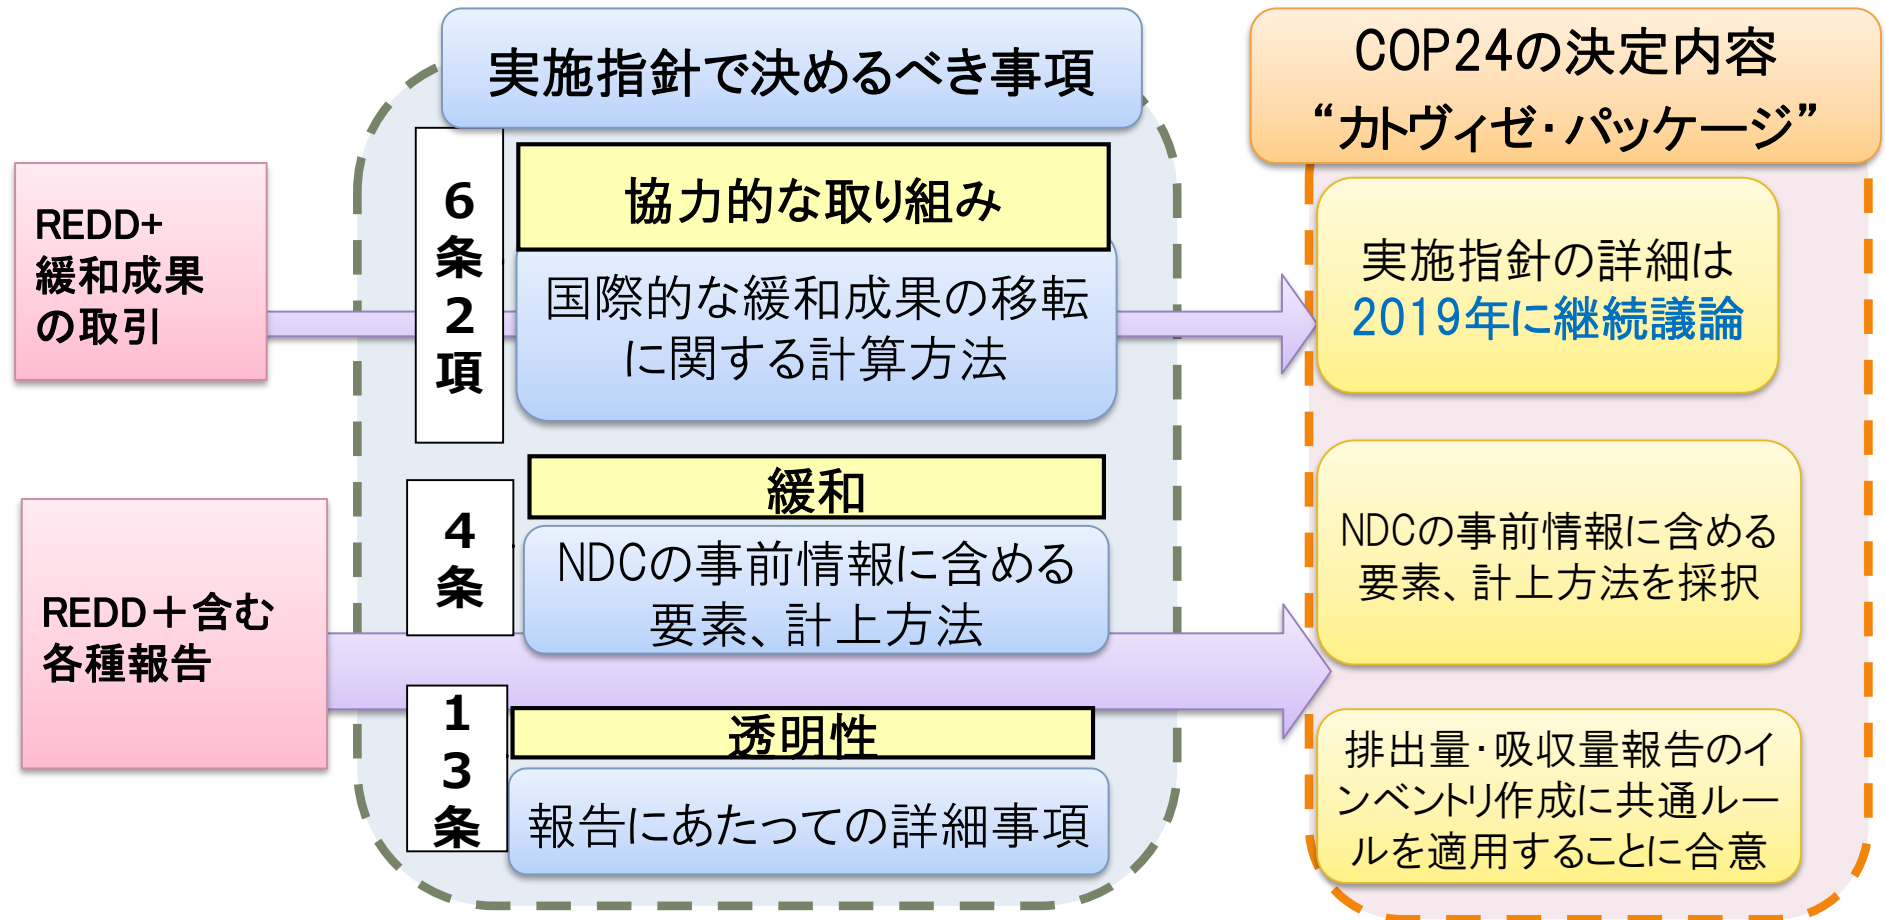 実施指針で決めるべき事項
COP24の決定内容
“カトヴィゼ・パッケージ”
REDD+
緩和成果
の取引
6
条
2
項
協力的な取り組み
国際的な緩和成果の移転
に関する計算方法
実施指針の詳細は
2019年に継続議論
REDD＋含む
各種報告
4
条
緩和
NDCの事前情報に含める
要素、計上方法
NDCの事前情報に含める
要素、計上方法を採択
1
3
条
透明性
報告にあたっての詳細事項
排出量・吸収量報告のイ
ンベントリ作成に共通ルー
ルを適用することに合意